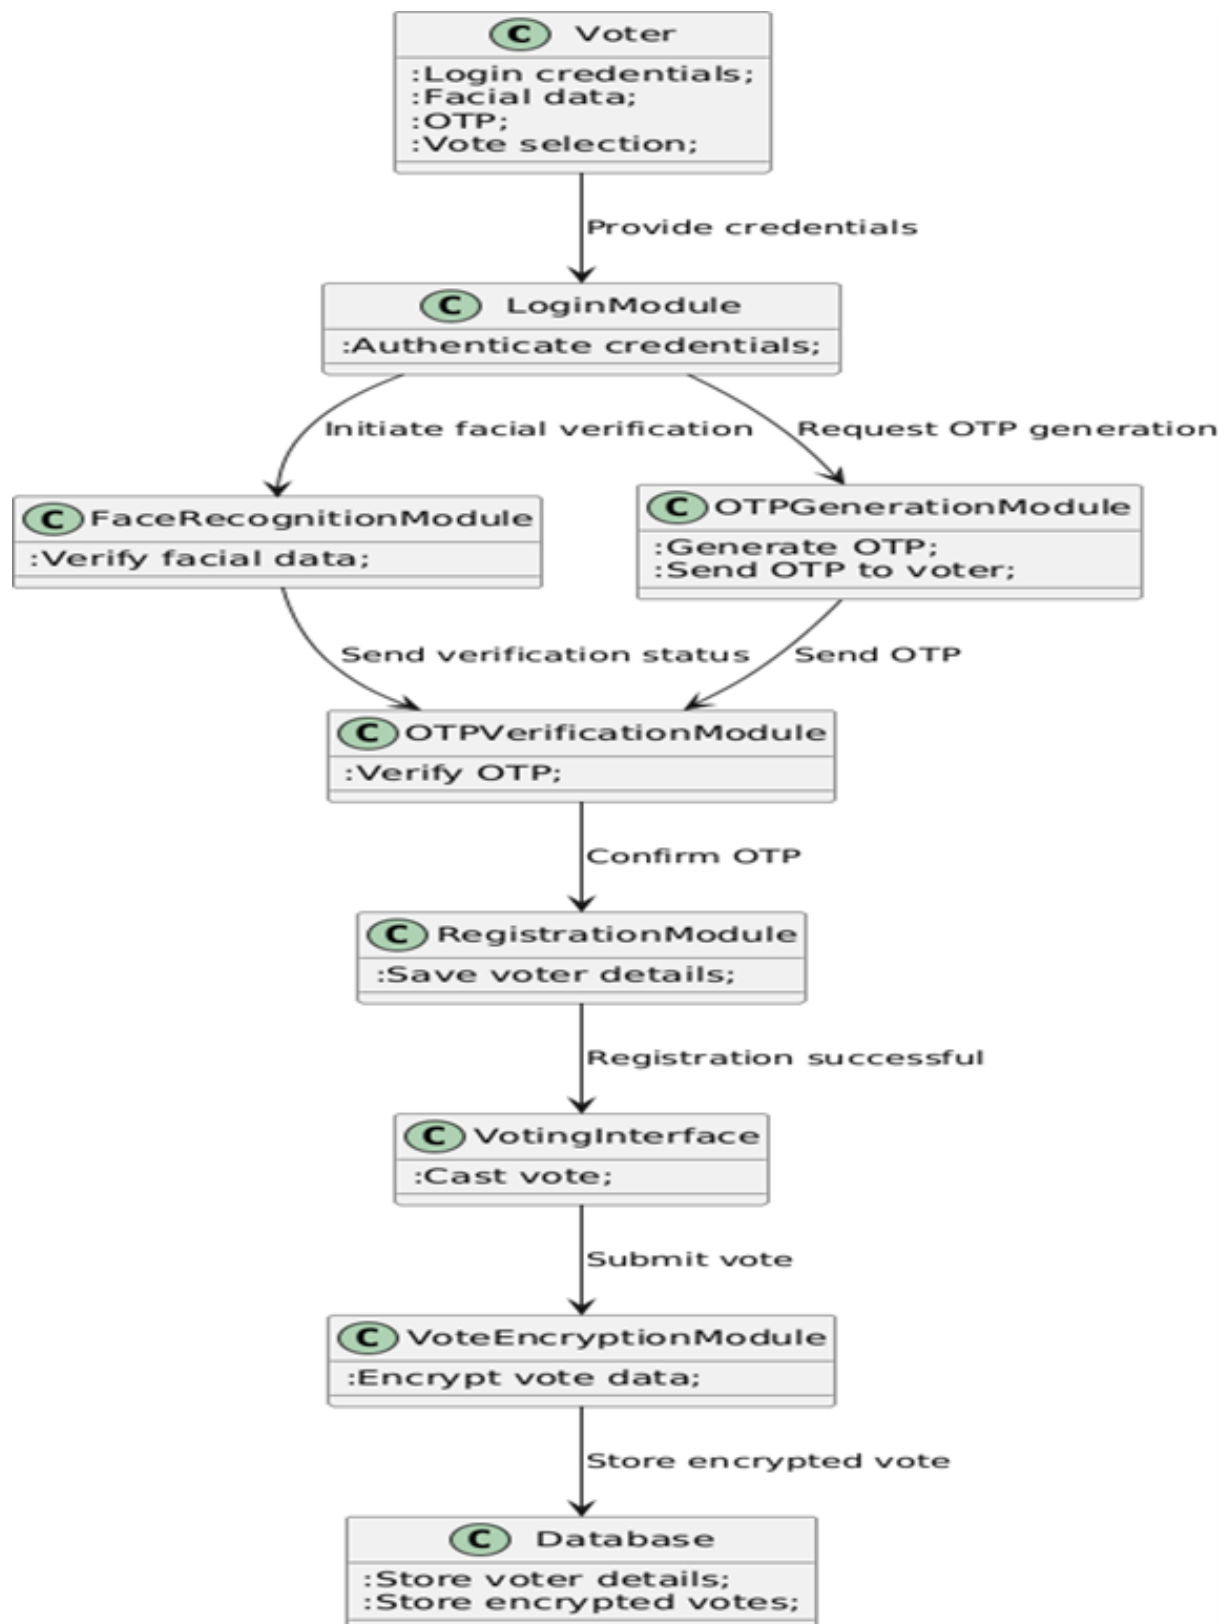 C Voter
:Login credentials;
:Facial data;
:OTP;
:Vote selection;
Provide credentials
C LoginModule
:Authenticate credentials;
Initiate facial verification
Request OTP generation
C FaceRecognitionModule
:Verify facial data;
C OTPGenerationModule
:Generate OTP;
:Send OTP to voter;
Send verification status
Send OTP
C OTPVerificationModule
:Verify OTP;
Confirm OTP
C RegistrationModule
:Save voter details;
Registration successful
C VotingInterface
:Cast vote;
Submit vote
C VoteEncryptionModule
:Encrypt vote data;
Store encrypted vote
C Database
:Store voter details;
:Store encrypted votes;